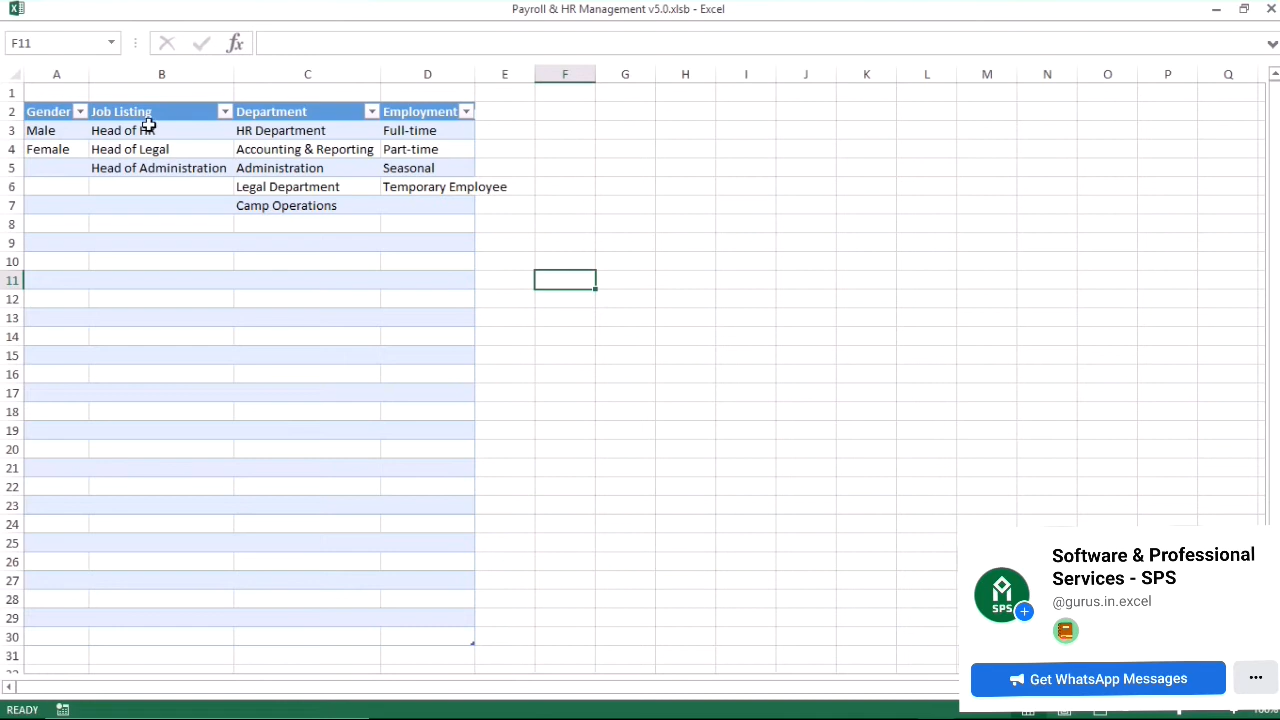 Payroll & HR Management v5.0.xlsb - Excel
F11 fx
A B C D E F G H I J K L M N O P Q
1
2 Gender Job Listing Department Employment
3 Male Head of HR HR Department Full-time
4 Female Head of Legal Accounting & Reporting Part-time
5 Head of Administration Administration Seasonal
6 Legal Department Temporary Employee
7 Camp Operations
8
9
10
11
12
13
14
15
16
17
18
19
20
21
22
23
24
25
26
27
28
29
30
31
Software & Professional
Services - SPS
@gurus.in.excel
SPS
Get WhatsApp Messages
READY